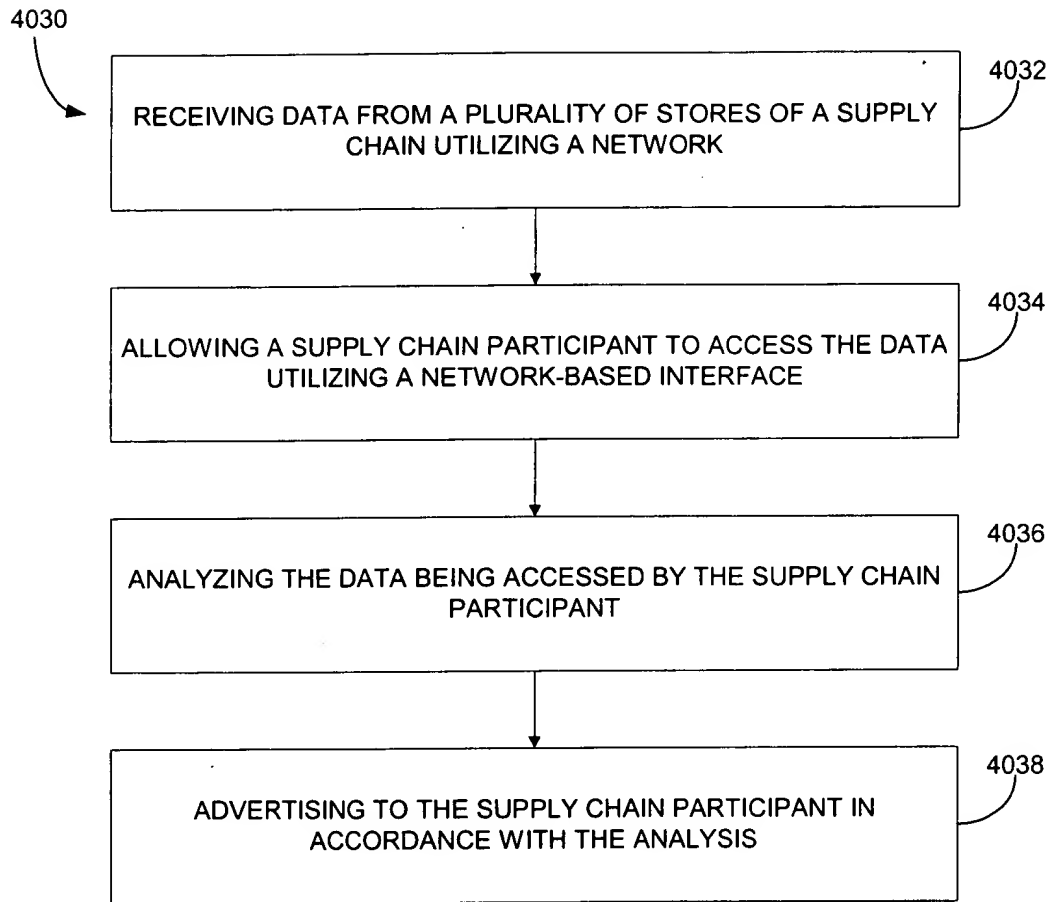 4030
4032
RECEIVING DATA FROM A PLURALITY OF STORES OF A SUPPLY
CHAIN UTILIZING A NETWORK
4034
ALLOWING A SUPPLY CHAIN PARTICIPANT TO ACCESS THE DATA
UTILIZING A NETWORK-BASED INTERFACE
4036
ANALYZING THE DATA BEING ACCESSED BY THE SUPPLY CHAIN
PARTICIPANT
4038
ADVERTISING TO THE SUPPLY CHAIN PARTICIPANT IN
ACCORDANCE WITH THE ANALYSIS